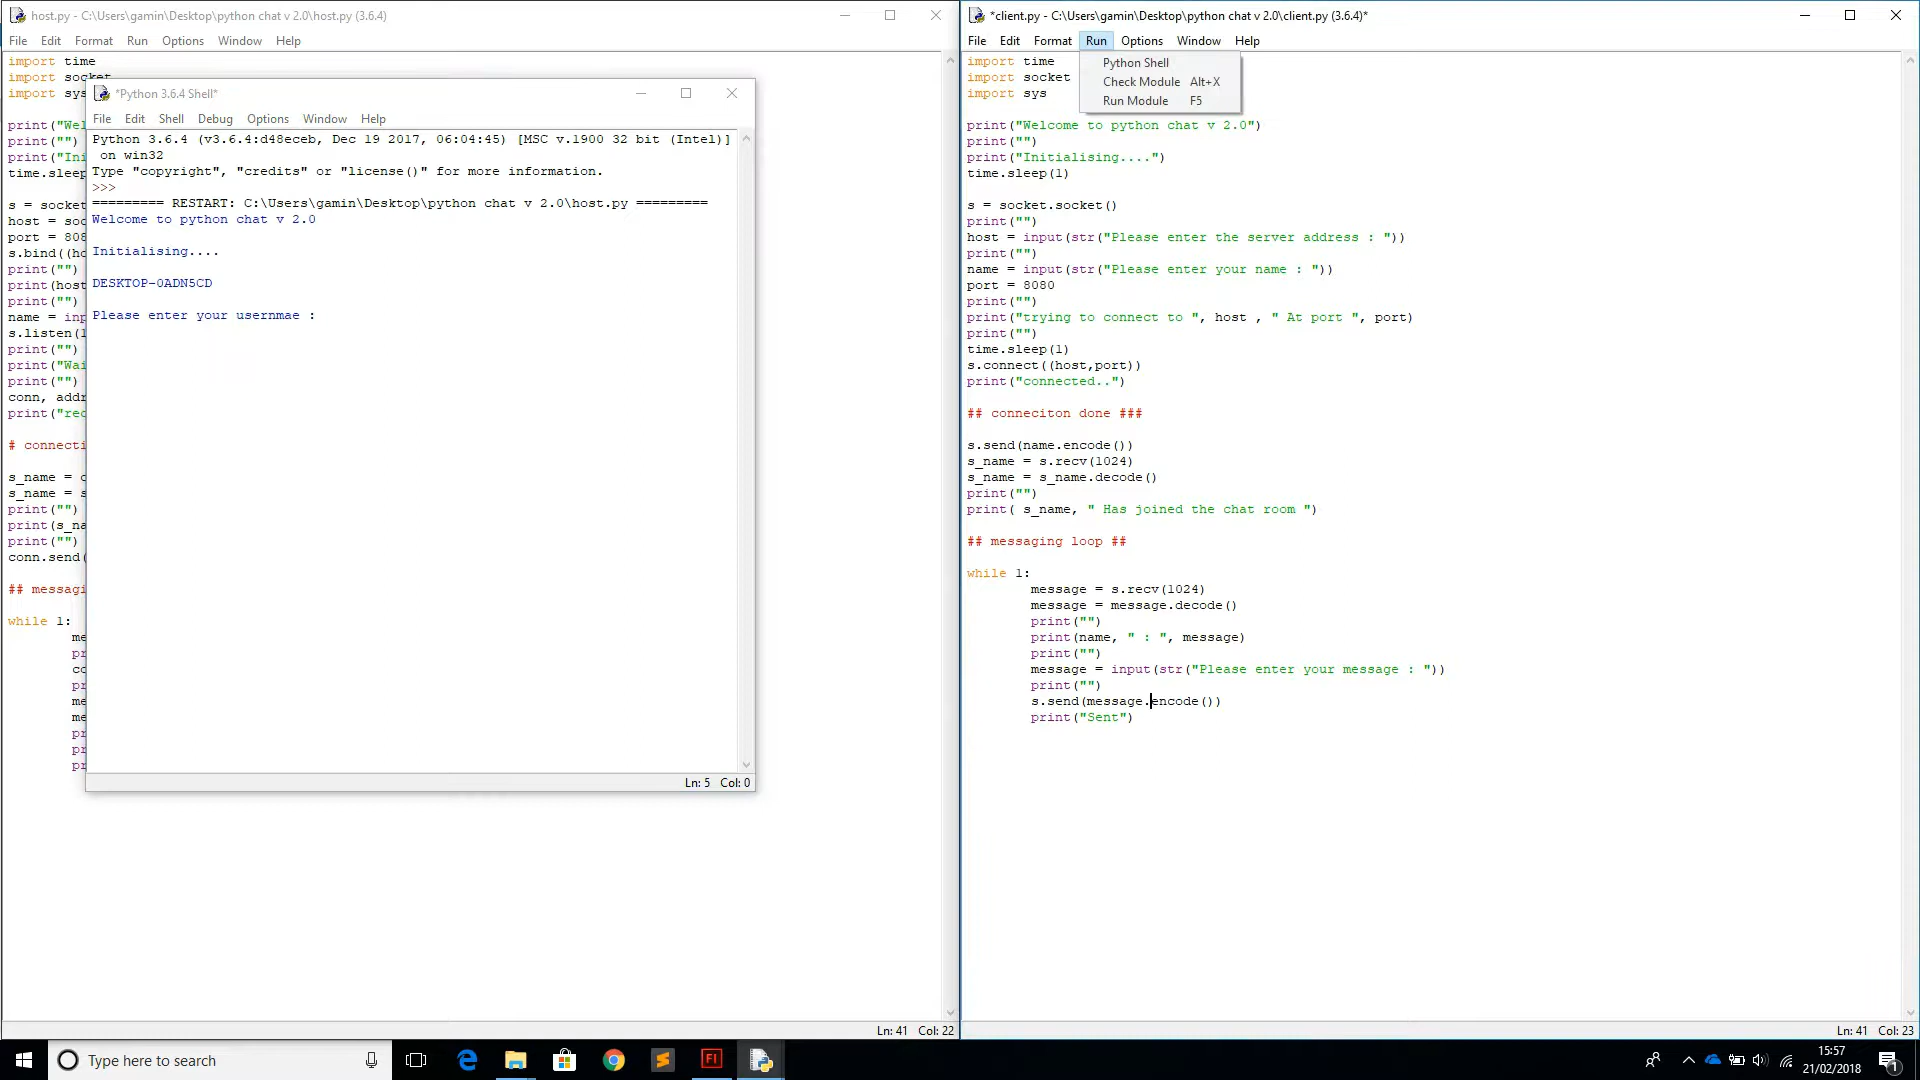 host.py - C:\Users\gamin\Desktop\python chat v 2.0\host.py (3.6.4)
File Edit Format Run Options Window Help
import time
import socket
import sys
print("Wel
print("")
print("Ini
time.sleep
s = socket
host = soc
port = 808
s.bind((ho
print("")
print(host
print("")
name = inp
s.listen(1
print("")
print("Wai
print("")
conn, addr
print("rec
# connecti
s_name = c
s_name = s
print("")
print(s_na
print("")
conn.send(
## messagi
while 1:
me
pr
co
pr
me
me
pr
pr
pr
Ln: 41 Col: 22
*Python 3.6.4 Shell*
File Edit Shell Debug Options Window Help
Python 3.6.4 (v3.6.4:d48eceb, Dec 19 2017, 06:04:45) [MSC v.1900 32 bit (Intel)]
on win32
Type "copyright", "credits" or "license()" for more information.
>>>
========= RESTART: C:\Users\gamin\Desktop\python chat v 2.0\host.py =========
Welcome to python chat v 2.0
Initialising....
DESKTOP-0ADN5CD
Please enter your usernmae :
Ln: 5 Col: 0
*client.py - C:\Users\gamin\Desktop\python chat v 2.0\client.py (3.6.4)*
File Edit Format Run Options Window Help
Python Shell
Check Module Alt+X
Run Module F5
import time
import socket
import sys
print("Welcome to python chat v 2.0")
print("")
print("Initialising....")
time.sleep(1)
s = socket.socket()
print("")
host = input(str("Please enter the server address : "))
print("")
name = input(str("Please enter your name : "))
port = 8080
print("")
print("trying to connect to ", host , " At port ", port)
print("")
time.sleep(1)
s.connect((host,port))
print("connected..")
## conneciton done ###
s.send(name.encode())
s_name = s.recv(1024)
s_name = s_name.decode()
print("")
print( s_name, " Has joined the chat room ")
## messaging loop ##
while 1:
message = s.recv(1024)
message = message.decode()
print("")
print(name, " : ", message)
print("")
message = input(str("Please enter your message : "))
print("")
s.send(message.encode())
print("Sent")
Ln: 41 Col: 23
Type here to search
15:57
21/02/2018
1